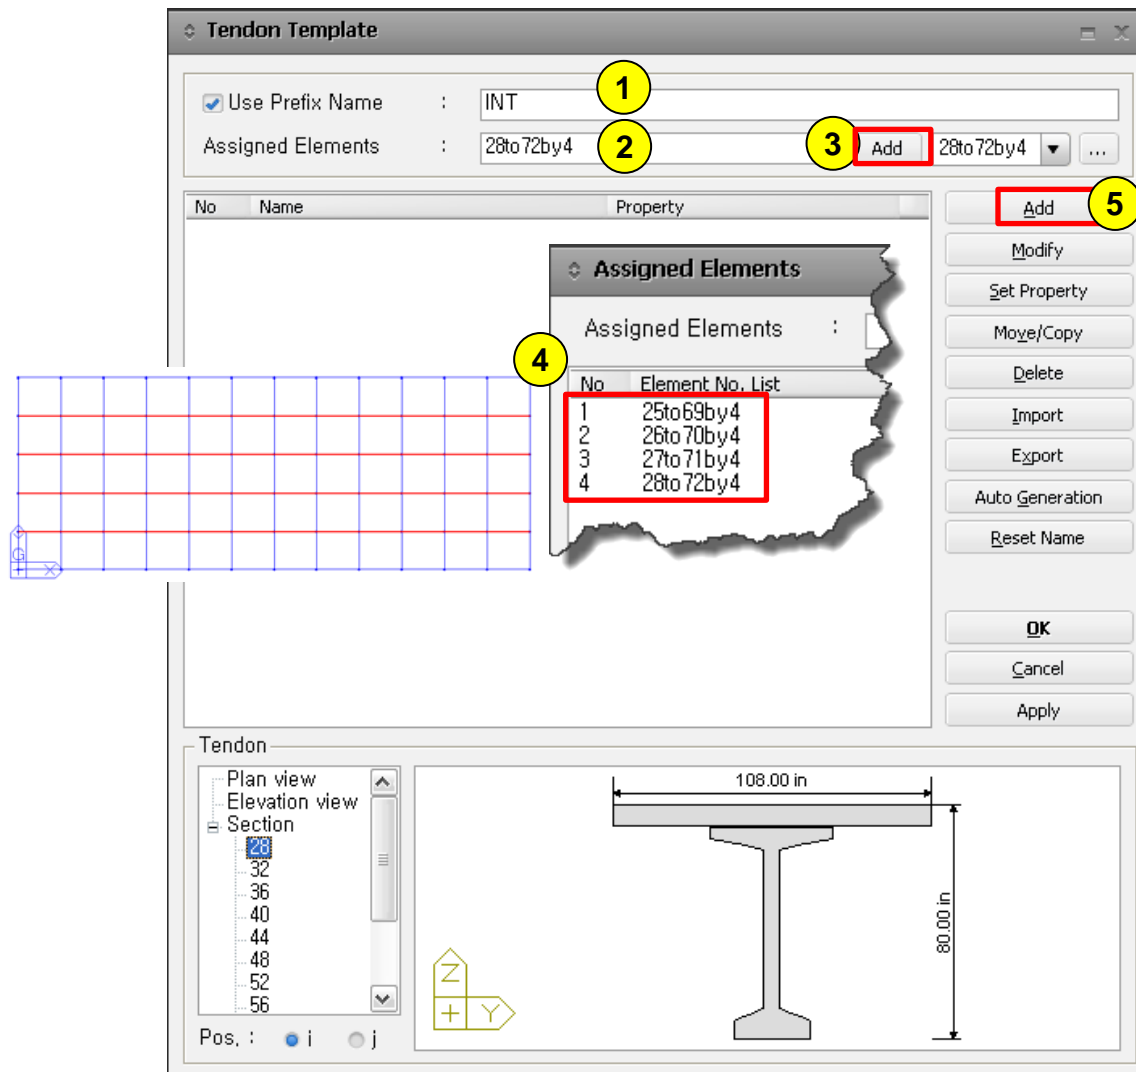 Tendon Template
Use Prefix Name : INT 1
Assigned Elements : 28to72by4 2 3 Add 28to72by4 ...
No Name Property
Add 5
Modify
Set Property
Move/Copy
Delete
Import
Export
Auto Generation
Reset Name
OK
Cancel
Apply
Assigned Elements
Assigned Elements :
4
No Element No. List
1 25to69by4
2 26to70by4
3 27to71by4
4 28to72by4
G
X
Tendon
Plan view
Elevation view
Section
28
32
36
40
44
48
52
56
Pos. : i j
108.00 in
80.00 in
Z
Y